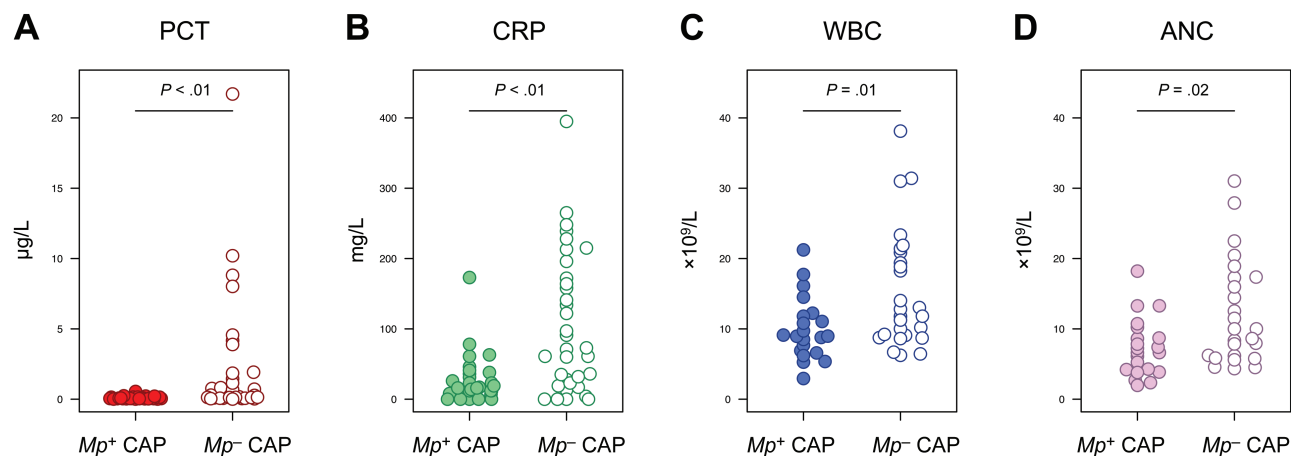 A PCT
µg/L
20
15
10
5
0
P < .01
Mp⁺ CAP Mp⁻ CAP
B CRP
mg/L
400
300
200
100
0
P < .01
Mp⁺ CAP Mp⁻ CAP
C WBC
×10⁹/L
40
30
20
10
0
P = .01
Mp⁺ CAP Mp⁻ CAP
D ANC
×10⁹/L
40
30
20
10
0
P = .02
Mp⁺ CAP Mp⁻ CAP